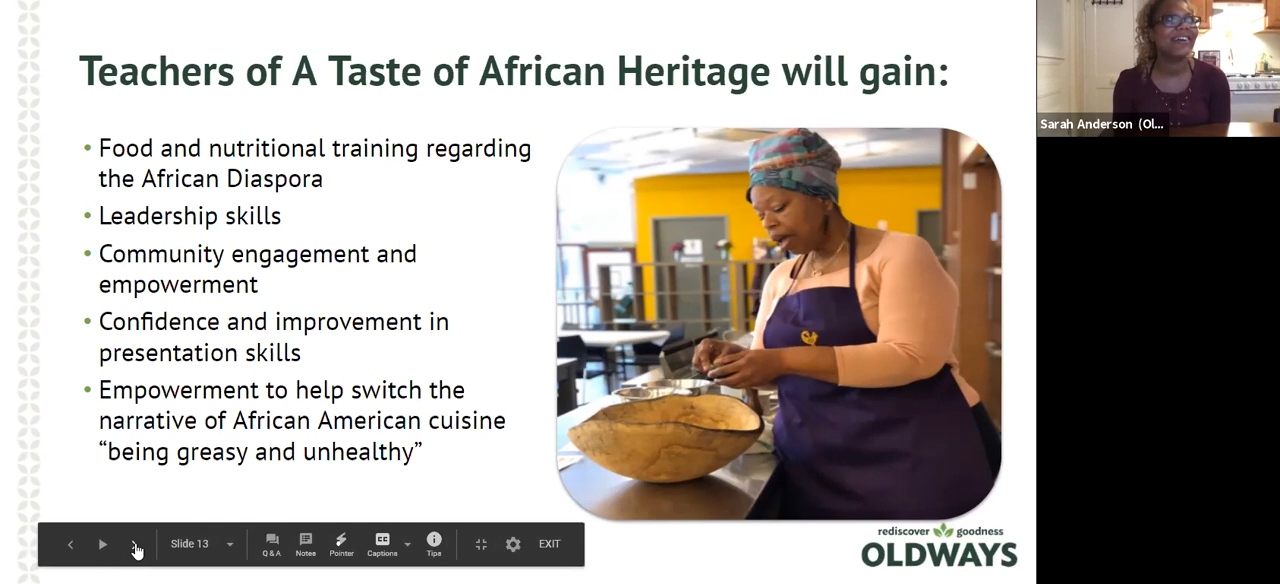 Teachers of A Taste of African Heritage will gain:
• Food and nutritional training regarding
the African Diaspora
• Leadership skills
• Community engagement and
empowerment
• Confidence and improvement in
presentation skills
• Empowerment to help switch the
narrative of African American cuisine
“being greasy and unhealthy”
Sarah Anderson (Ol...
Slide 13
Q & A
Notes
Pointer
Captions
Tips
EXIT
rediscover goodness
OLDWAYS